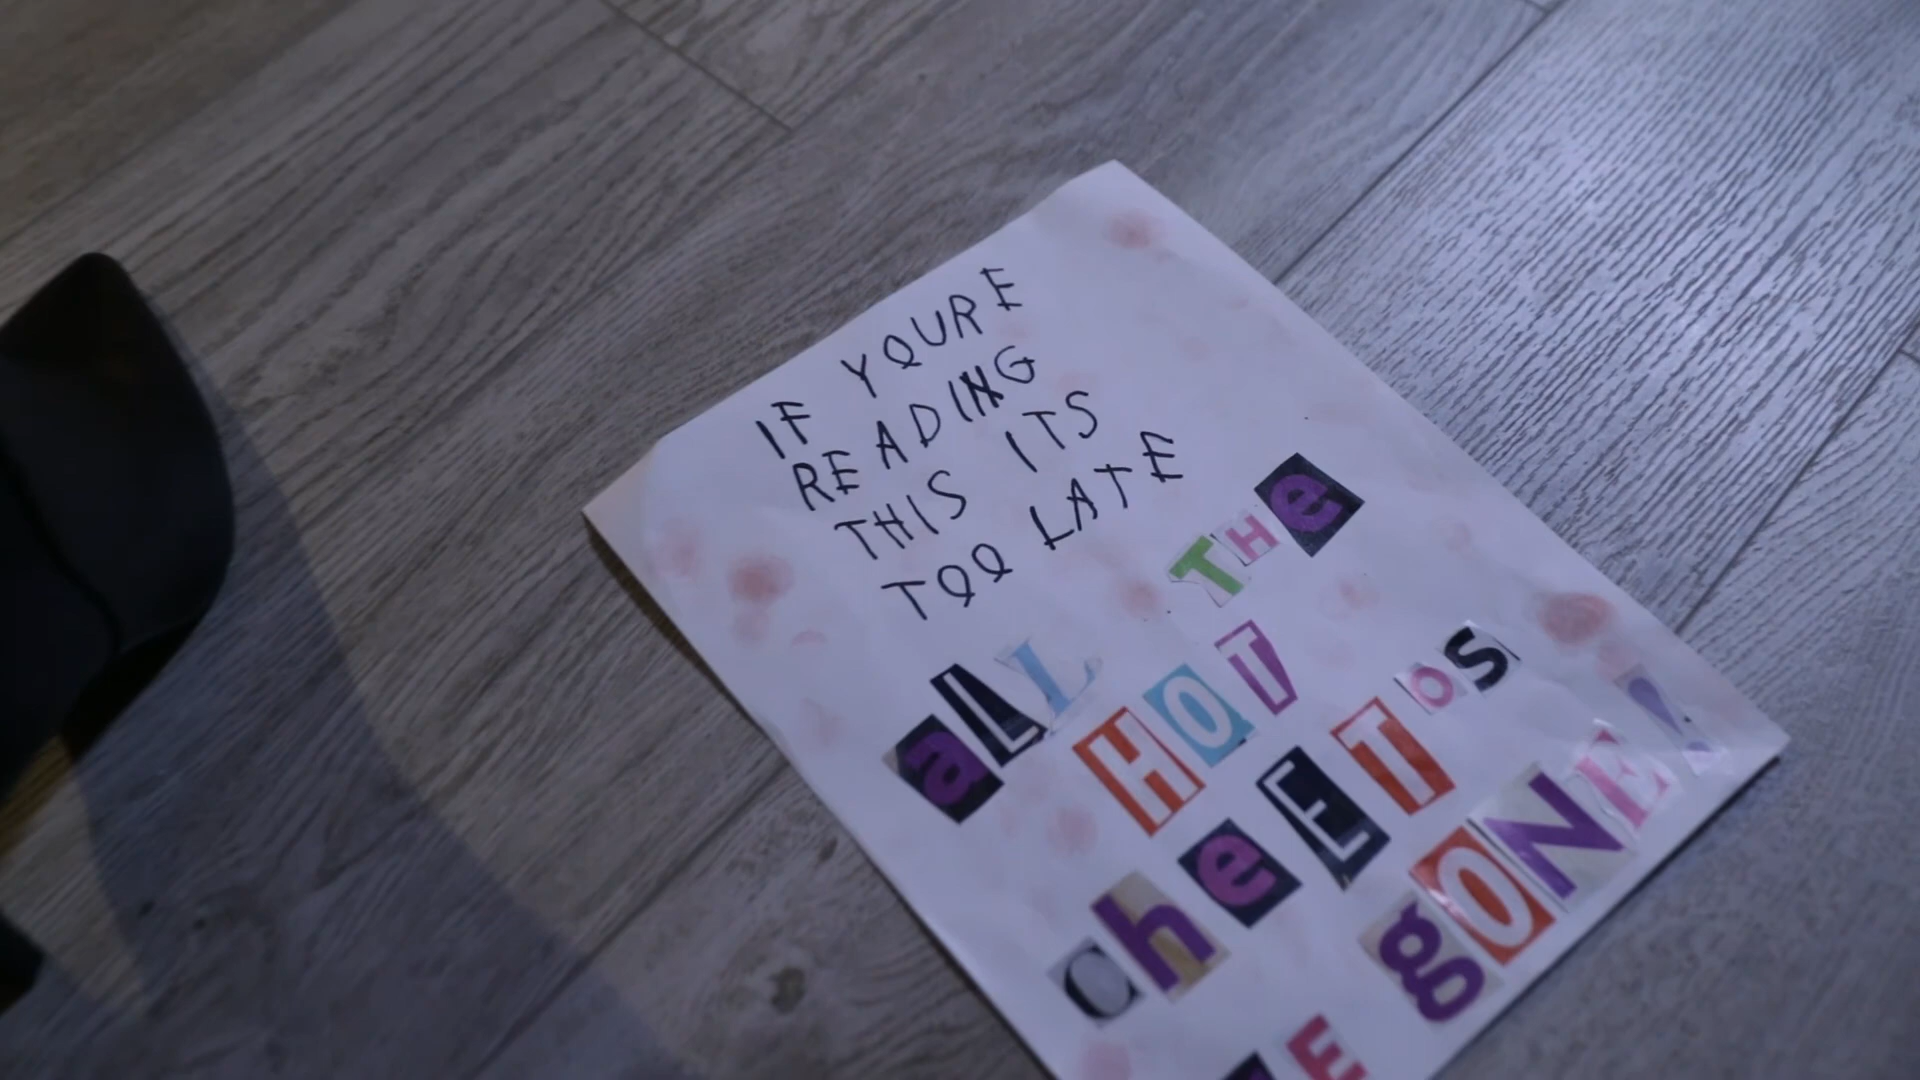 IF YOURE
READING
THIS ITS
TOO LATE
aLL THe
HOT
cheETOS
gONE!